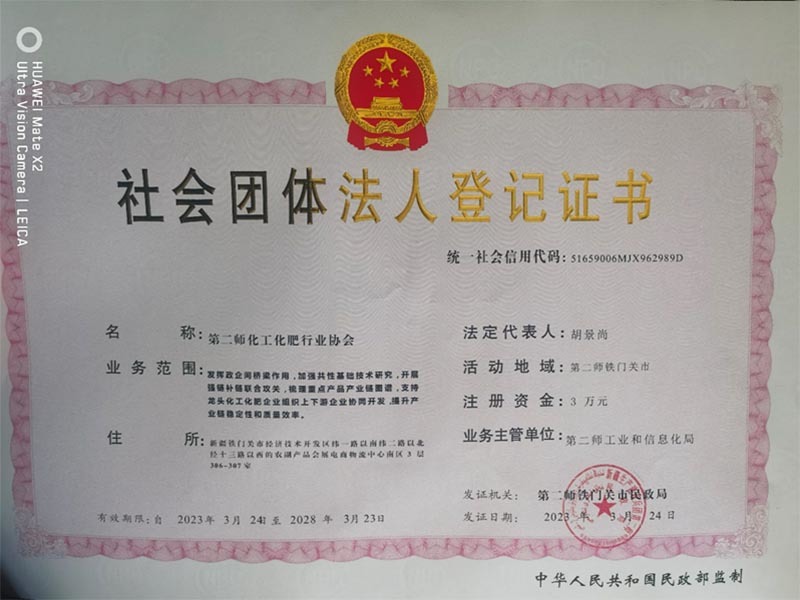 HUAWEI Mate X2
Ultra Vision Camera | LEICA
社会团体法人登记证书
统一社会信用代码：51659006MJX962989D
名称：第二师化工化肥行业协会
业务范围：发挥政企间桥梁作用，加强共性基础技术研究，开展
强链补链联合攻关，梳理重点产品产业链图谱，支持
龙头化工化肥企业组织上下游企业协同开发，提升产
业链稳定性和质量效率。
住所：新疆铁门关市经济技术开发区纬一路以南纬二路以北
经十三路以西的农副产品会展电商物流中心南区3层
306-307室
有效期限：自 2023年 3月 24日至 2028年 3月23日
法定代表人：胡景尚
活动地域：第二师铁门关市
注册资金：3 万元
业务主管单位：第二师工业和信息化局
发证机关：第二师铁门关市民政局
发证日期：2023年 3月 24日
中华人民共和国民政部监制